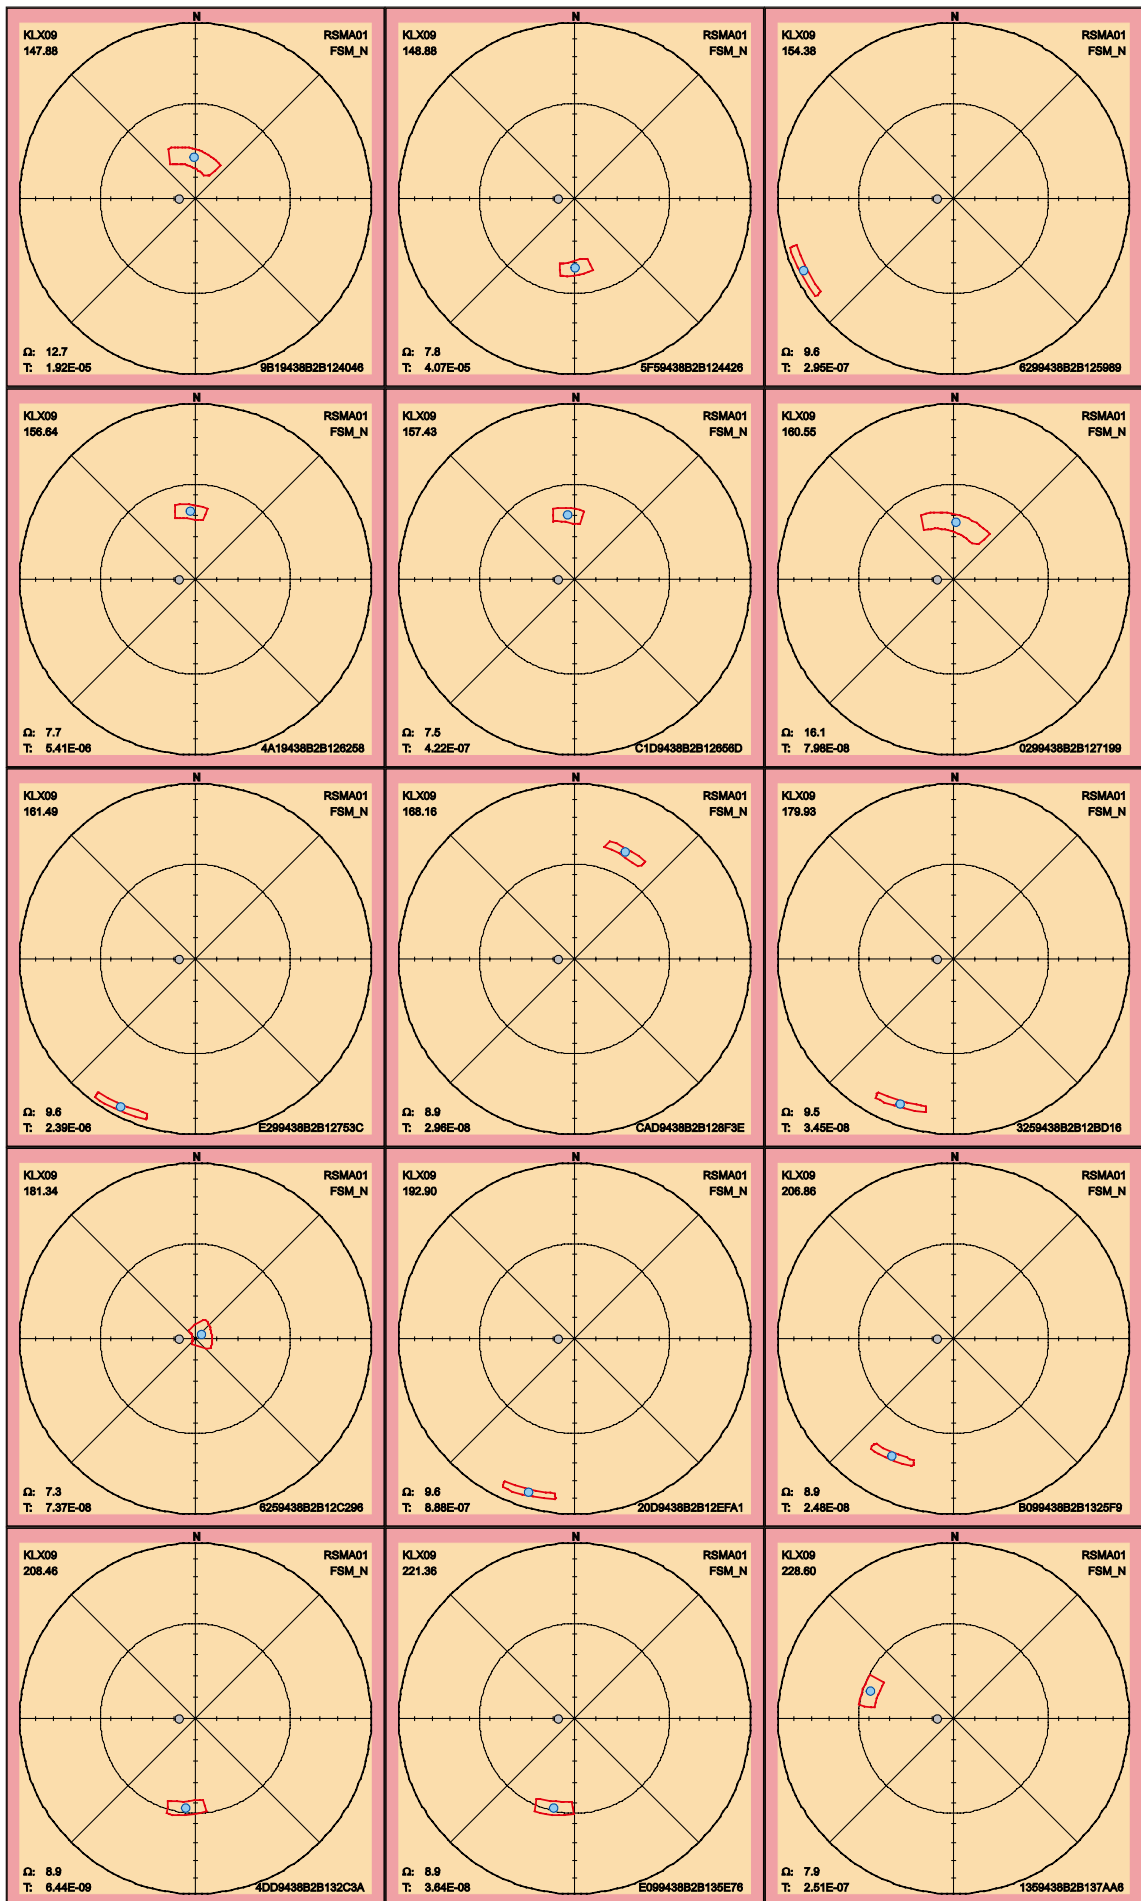 N N N
KLX09 RSMA01 KLX09 RSMA01 KLX09 RSMA01
147.88 FSM_N 148.88 FSM_N 154.38 FSM_N
Ω: 12.7 Ω: 7.8 Ω: 9.6
T: 1.92E-05 9B19438B2B124046 T: 4.07E-05 5F59438B2B124426 T: 2.95E-07 6299438B2B125989
N N N
KLX09 RSMA01 KLX09 RSMA01 KLX09 RSMA01
156.64 FSM_N 157.43 FSM_N 160.55 FSM_N
Ω: 7.7 Ω: 7.5 Ω: 16.1
T: 5.41E-06 4A19438B2B126258 T: 4.22E-07 C1D9438B2B12656D T: 7.98E-08 0299438B2B127199
N N N
KLX09 RSMA01 KLX09 RSMA01 KLX09 RSMA01
161.49 FSM_N 168.16 FSM_N 179.93 FSM_N
Ω: 9.6 Ω: 8.9 Ω: 9.5
T: 2.39E-06 E299438B2B12753C T: 2.96E-08 CAD9438B2B128F3E T: 3.45E-08 3259438B2B12BD16
N N N
KLX09 RSMA01 KLX09 RSMA01 KLX09 RSMA01
181.34 FSM_N 192.90 FSM_N 206.86 FSM_N
Ω: 7.3 Ω: 9.6 Ω: 8.9
T: 7.37E-08 6259438B2B12C296 T: 8.88E-07 20D9438B2B12EFA1 T: 2.48E-08 B099438B2B1325F9
N N N
KLX09 RSMA01 KLX09 RSMA01 KLX09 RSMA01
208.46 FSM_N 221.36 FSM_N 228.60 FSM_N
Ω: 8.9 Ω: 8.9 Ω: 7.9
T: 6.44E-09 4DD9438B2B132C3A T: 3.64E-08 E099438B2B135E76 T: 2.51E-07 1359438B2B137AA6